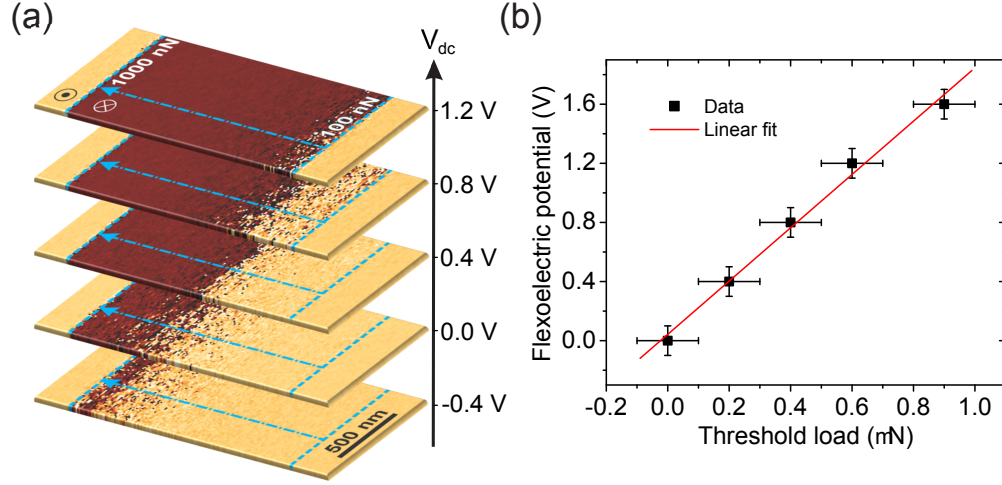 (a)
V dc
1000 nN
100 nN
1.2 V
0.8 V
0.4 V
0.0 V
-0.4 V
500 nm
(b)
Flexoelectric potential (V)
1.6
1.2
0.8
0.4
0.0
Data
Linear fit
-0.2 0.0 0.2 0.4 0.6 0.8 1.0
Threshold load (mN)